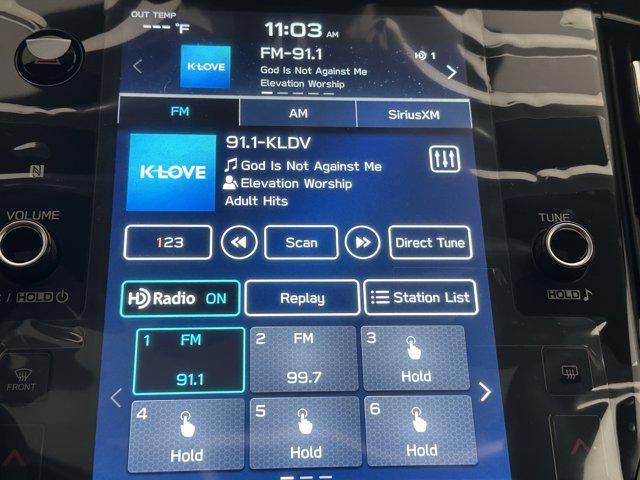 OUT TEMP
--- °F
11:03 AM
K-LOVE
FM-91.1
HD 1
God Is Not Against Me
Elevation Worship
FM
AM
SiriusXM
K-LOVE
91.1-KLDV
God Is Not Against Me
Elevation Worship
Adult Hits
VOLUME
TUNE
123
Scan
Direct Tune
HOLD
HOLD
HD Radio ON
Replay
Station List
1 FM
91.1
2 FM
99.7
3
Hold
FRONT
4
Hold
5
Hold
6
Hold